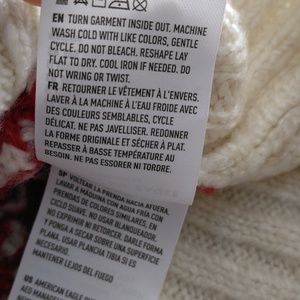 EN TURN GARMENT INSIDE OUT. MACHINE
WASH COLD WITH LIKE COLORS, GENTLE
CYCLE. DO NOT BLEACH. RESHAPE LAY
FLAT TO DRY. COOL IRON IF NEEDED. DO
NOT WRING OR TWIST.
FR RETOURNER LE VÊTEMENT À L'ENVERS.
LAVER À LA MACHINE À L'EAU FROIDE AVEC
DES COULEURS SEMBLABLES, CYCLE
DÉLICAT. NE PAS JAVELLISER. REDONNER
LA FORME ORIGINALE ET SÉCHER À PLAT.
REPASSER À BASSE TEMPÉRATURE AU
BESOIN. NE PAS ESSORER NI TORDRE.
SP VOLTEAR LA PRENDA HACIA AFUERA.
LAVAR A MÁQUINA CON AGUA FRÍA CON
PRENDAS DE COLORES SIMILARES, EN
CICLO SUAVE. NO USAR BLANQUEADOR.
NO EXPRIMIR NI RETORCER. DARLE FORMA
Y PONGA A SECAR SOBRE UNA SUPERFICIE
PLANA. USAR PLANCHA TIBIA SI ES
NECESARIO
MANTENER LEJOS DEL FUEGO
US AMERICAN EAGLE
AEO MANAGEMENT